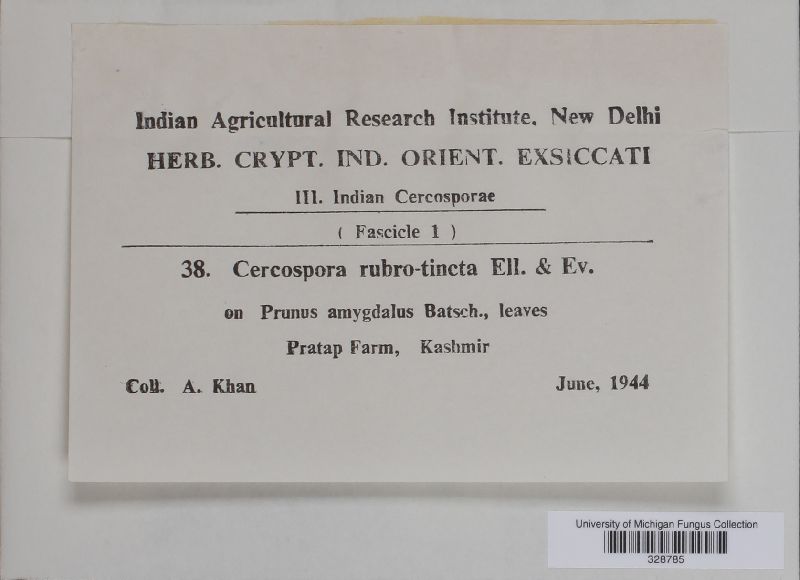 Indian Agricultural Research Institute. New Delhi
HERB. CRYPT. IND. ORIENT. EXSICCATI
III. Indian Cercosporae
( Fascicle 1 )
38. Cercospora rubro-tincta Ell. & Ev.
on Prunus amygdalus Batsch., leaves
Pratap Farm, Kashmir
Coll. A. Khan June, 1944
University of Michigan Fungus Collection
328785